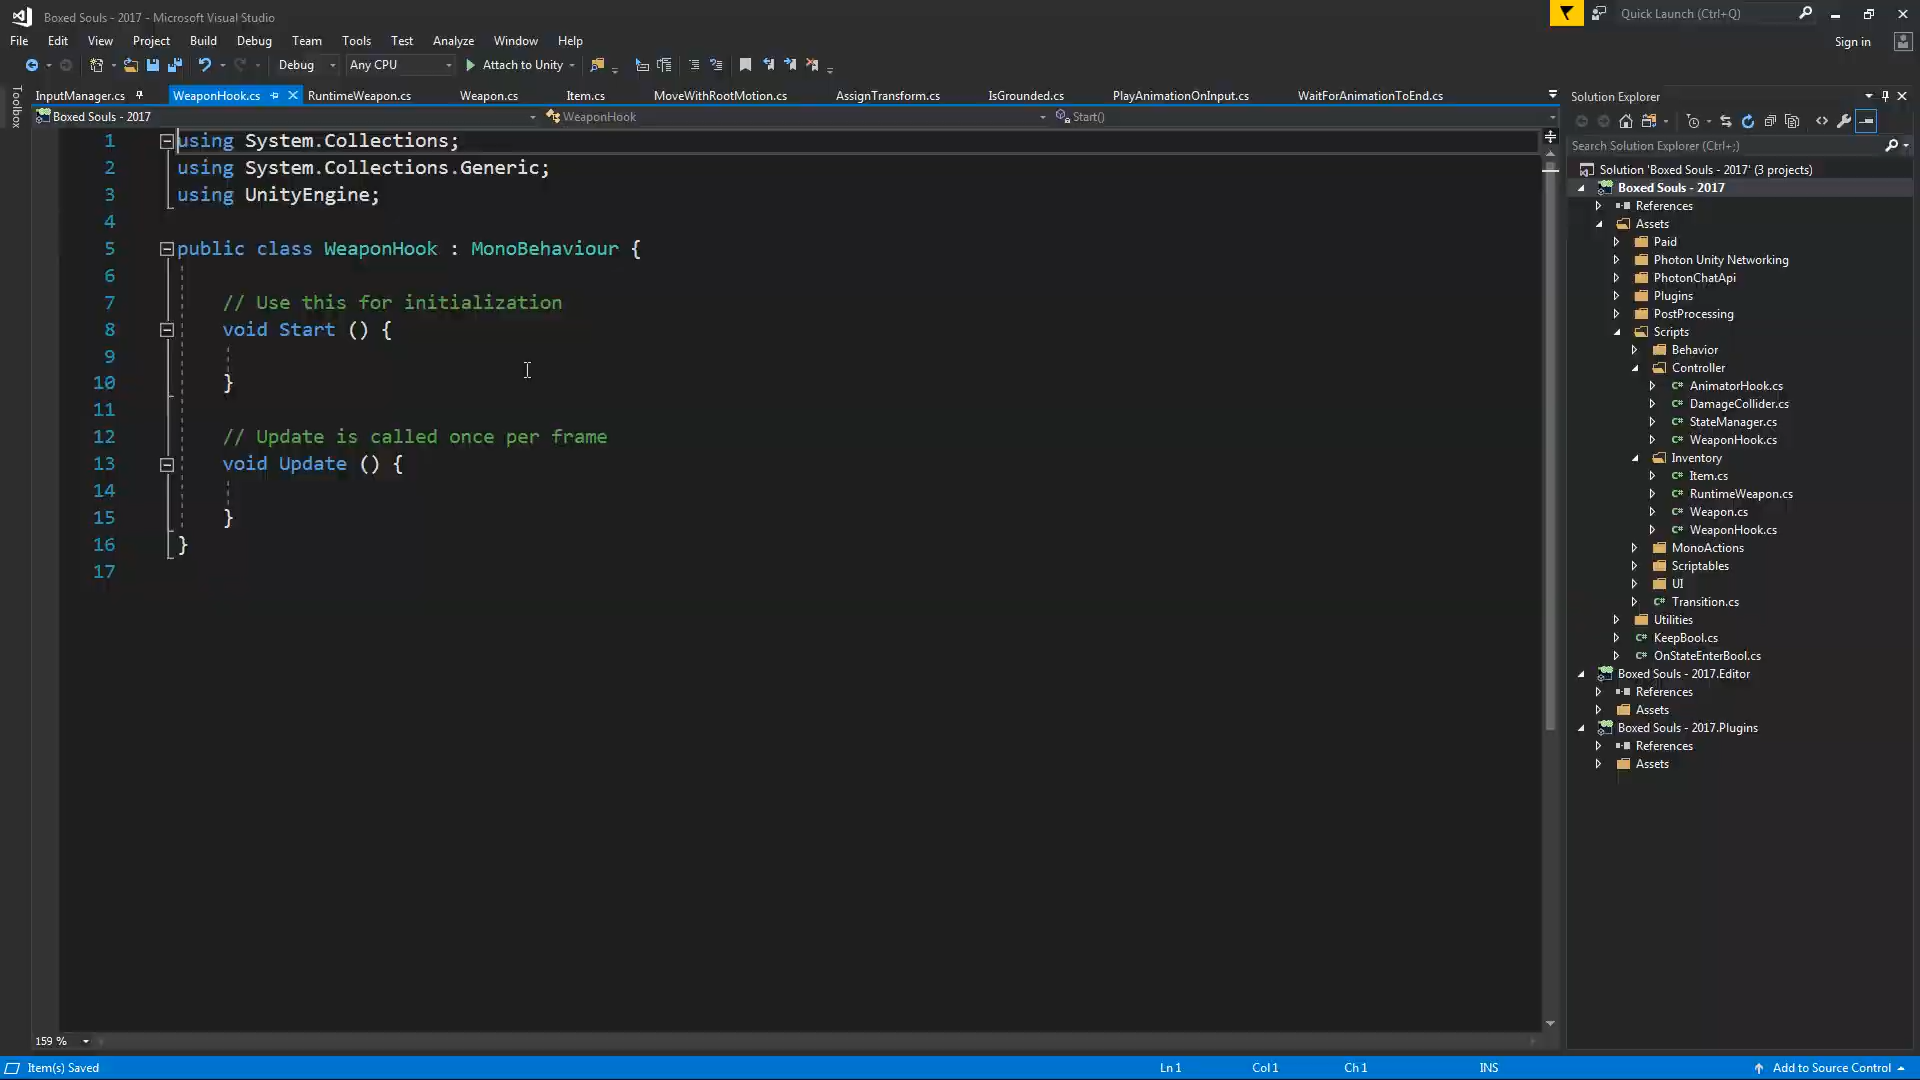 Boxed Souls - 2017 - Microsoft Visual Studio
Quick Launch (Ctrl+Q)
File Edit View Project Build Debug Team Tools Test Analyze Window Help
Sign in
Debug Any CPU Attach to Unity
Toolbox
InputManager.cs WeaponHook.cs RuntimeWeapon.cs Weapon.cs Item.cs MoveWithRootMotion.cs AssignTransform.cs IsGrounded.cs PlayAnimationOnInput.cs WaitForAnimationToEnd.cs
Boxed Souls - 2017 WeaponHook Start()
1 using System.Collections;
2 using System.Collections.Generic;
3 using UnityEngine;
4
5 public class WeaponHook : MonoBehaviour {
6
7 // Use this for initialization
8 void Start () {
9
10 }
11
12 // Update is called once per frame
13 void Update () {
14
15 }
16 }
17
159 %
Solution Explorer
Search Solution Explorer (Ctrl+;)
Solution 'Boxed Souls - 2017' (3 projects)
Boxed Souls - 2017
References
Assets
Paid
Photon Unity Networking
PhotonChatApi
Plugins
PostProcessing
Scripts
Behavior
Controller
C# AnimatorHook.cs
C# DamageCollider.cs
C# StateManager.cs
C# WeaponHook.cs
Inventory
C# Item.cs
C# RuntimeWeapon.cs
C# Weapon.cs
C# WeaponHook.cs
MonoActions
Scriptables
UI
C# Transition.cs
Utilities
C# KeepBool.cs
C# OnStateEnterBool.cs
Boxed Souls - 2017.Editor
References
Assets
Boxed Souls - 2017.Plugins
References
Assets
Item(s) Saved Ln 1 Col 1 Ch 1 INS Add to Source Control